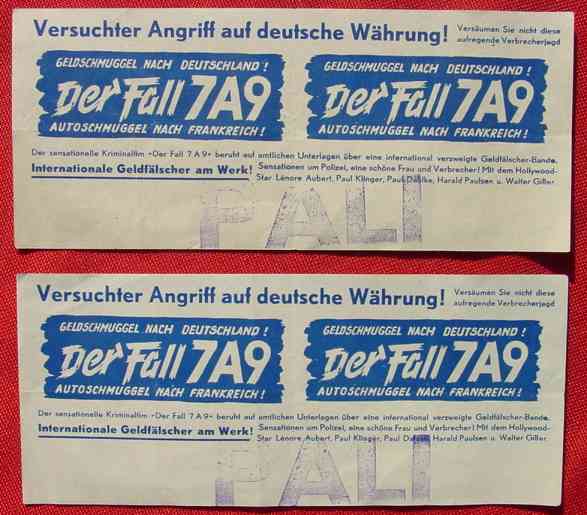 Versuchter Angriff auf deutsche Währung!
Versäumen Sie nicht diese
aufregende Verbrecherjagd
GELDSCHMUGGEL NACH DEUTSCHLAND!
Der Fall 7A9
AUTOSCHMUGGEL NACH FRANKREICH!
GELDSCHMUGGEL NACH DEUTSCHLAND!
Der Fall 7A9
AUTOSCHMUGGEL NACH FRANKREICH!
Der sensationelle Kriminalfilm »Der Fall 7A9« beruht auf amtlichen Unterlagen über eine international verzweigte Geldfälscher-Bande.
Internationale Geldfälscher am Werk!
Sensationen um Polizei, eine schöne Frau und Verbrecher! Mit dem Hollywood-
Star Lénore Aubert, Paul Klinger, Paul Dahlke, Harald Paulsen u. Walter Giller
PALI
Versuchter Angriff auf deutsche Währung!
Versäumen Sie nicht diese
aufregende Verbrecherjagd
GELDSCHMUGGEL NACH DEUTSCHLAND!
Der Fall 7A9
AUTOSCHMUGGEL NACH FRANKREICH!
GELDSCHMUGGEL NACH DEUTSCHLAND!
Der Fall 7A9
AUTOSCHMUGGEL NACH FRANKREICH!
Der sensationelle Kriminalfilm »Der Fall 7A9« beruht auf amtlichen Unterlagen über eine international verzweigte Geldfälscher-Bande.
Internationale Geldfälscher am Werk!
Sensationen um Polizei, eine schöne Frau und Verbrecher! Mit dem Hollywood-
Star Lénore Aubert, Paul Klinger, Paul Dahlke, Harald Paulsen u. Walter Giller
PALI